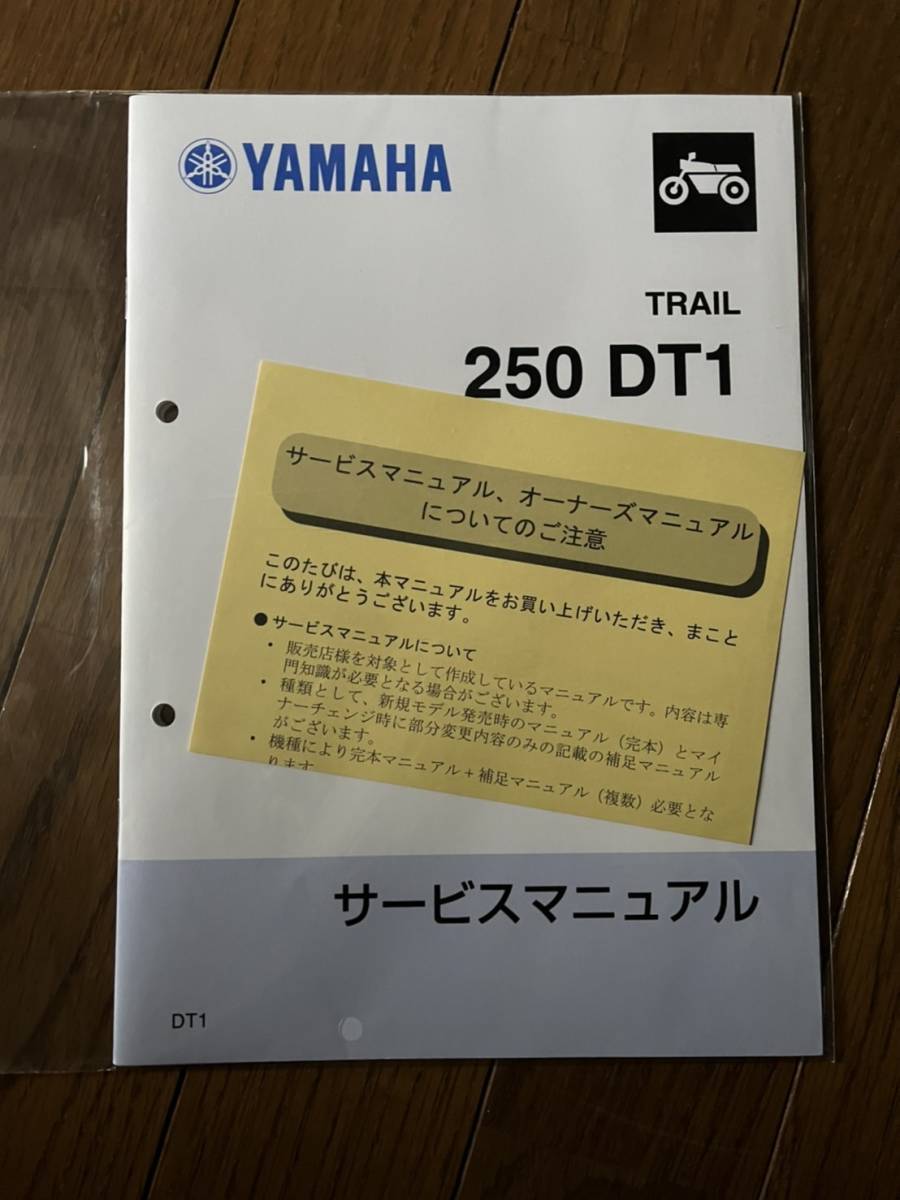 YAMAHA
TRAIL
250 DT1
サービスマニュアル、オーナーズマニュアル
についてのご注意
このたびは、本マニュアルをお買い上げいただき、まこと
にありがとうございます。
●サービスマニュアルについて
・販売店様を対象として作成しているマニュアルです。内容は専
門知識が必要となる場合がございます。
・種類として、新規モデル発売時のマニュアル（完本）とマイ
ナーチェンジ時に部分変更内容のみの記載の補足マニュアル
がございます。
・機種により完本マニュアル＋補足マニュアル（複数）必要とな
ります
サービスマニュアル
DT1